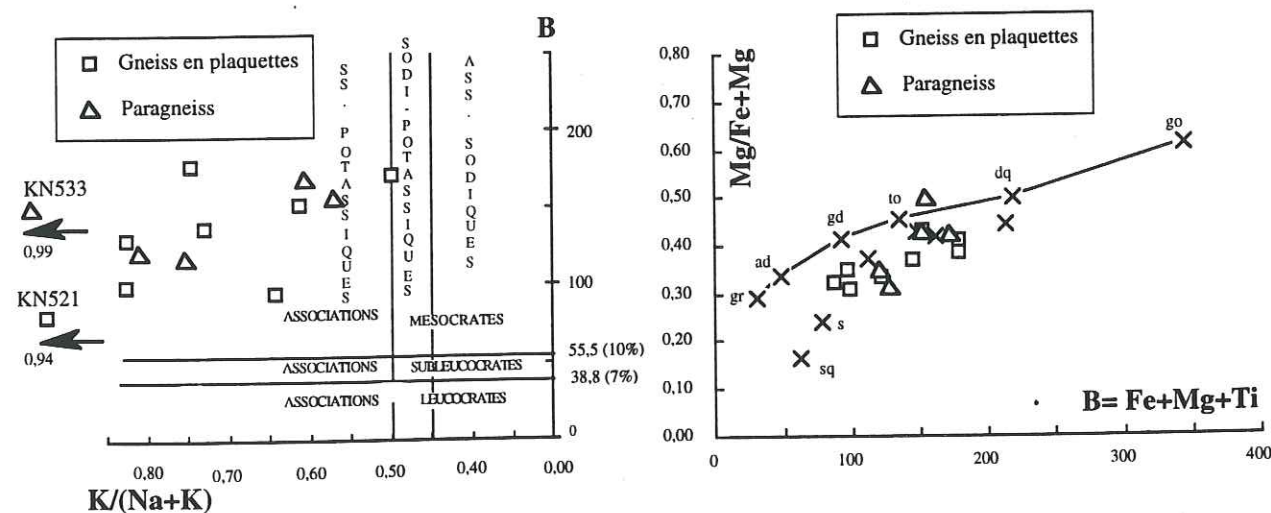 B
Gneiss en plaquettes
Paragneiss
SS . POTASSIQUES
SODI - POTASSIQUES
ASS . SODIQUES
200
KN533
0,99
100
KN521
0,94
ASSOCIATIONS MESOCRATES
55,5 (10%)
ASSOCIATIONS SUBLEUCOCRATES
38,8 (7%)
ASSOCIATIONS LEUCOCRATES
0
0,80 0,70 0,60 0,50 0,40 0,00
K/(Na+K)
0,80
Gneiss en plaquettes
Paragneiss
0,70
Mg/Fe+Mg
go
0,60
dq
0,50
to
gd
0,40
ad
gr
0,30
s
0,20
sq
0,10
B= Fe+Mg+Ti
0,00
0 100 200 300 400